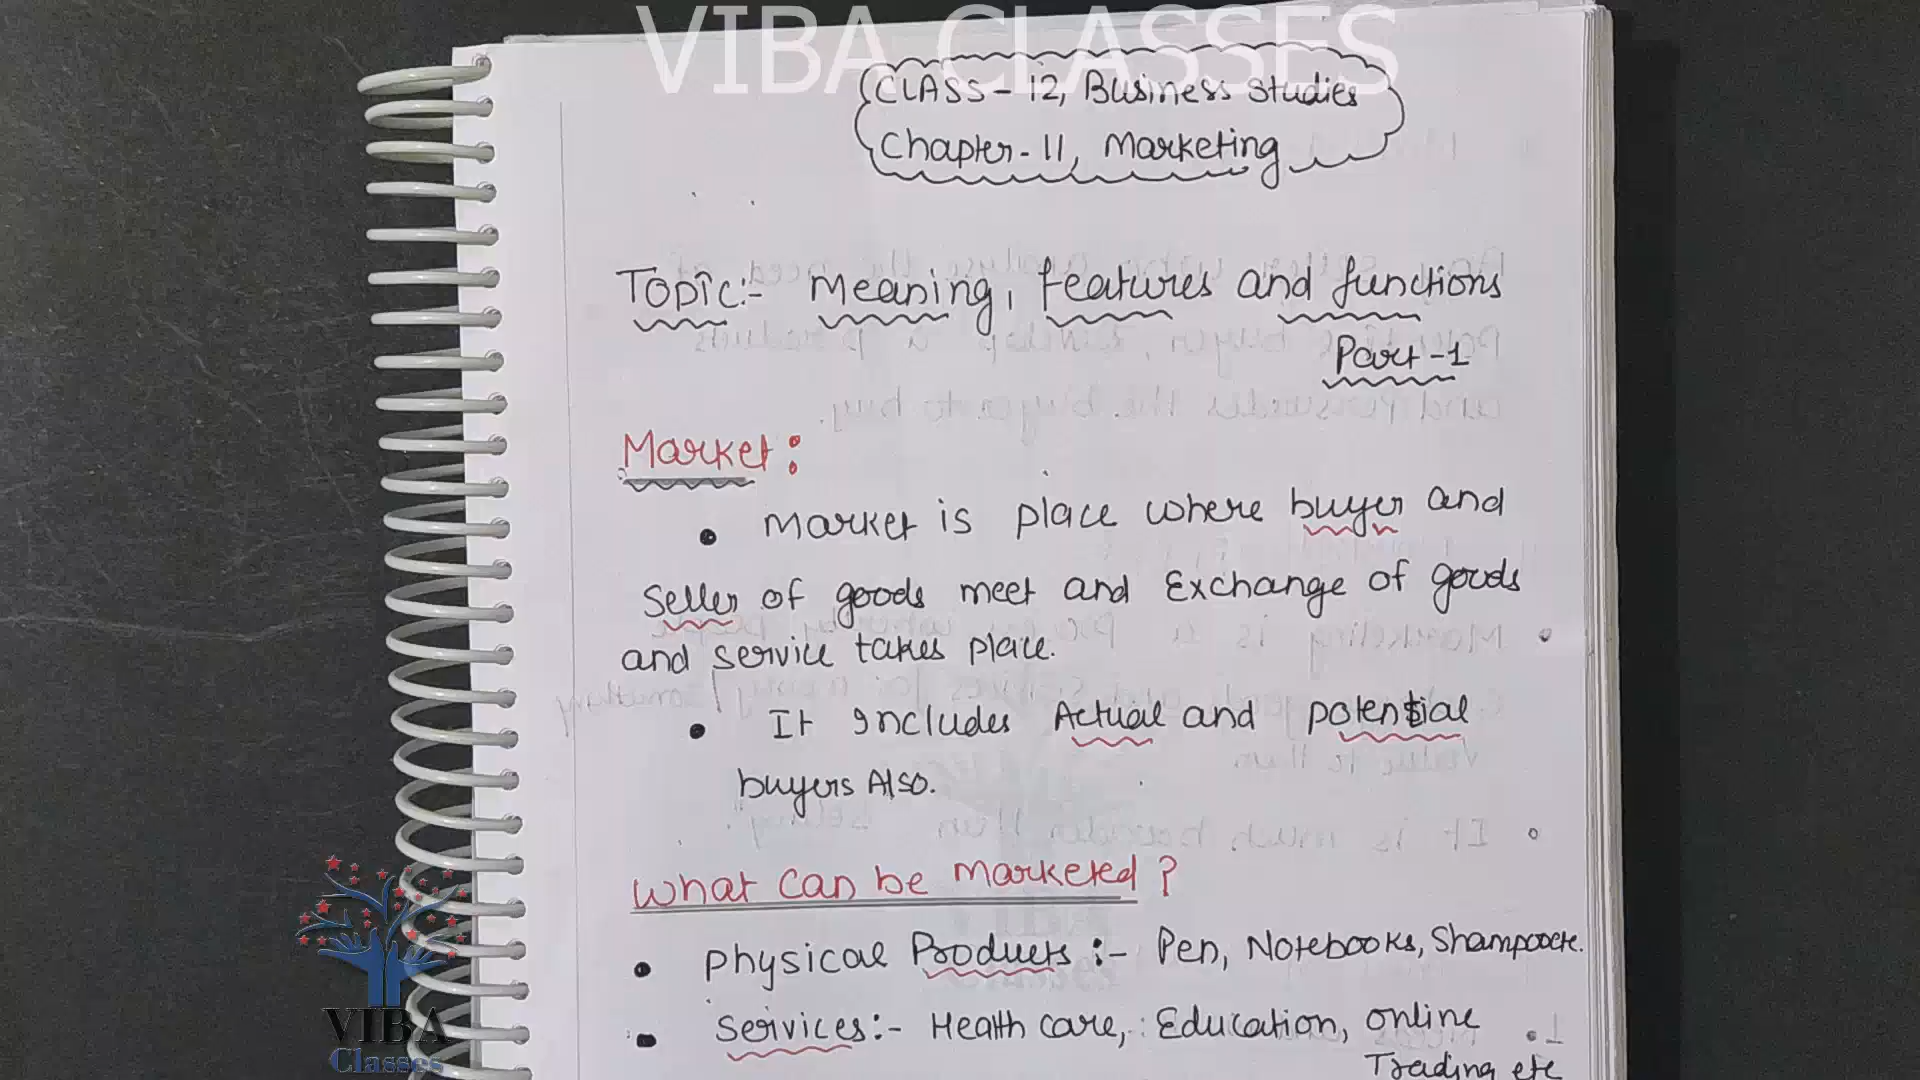 VIBA CLASSES
CLASS-12, Business Studies
Chapter-11, Marketing
Topic:- Meaning, features and functions
Part-1
Market:
• Market is place where buyer and
Seller of goods meet and Exchange of goods
and service takes place.
• It includes Actual and potential
buyers Also.
What can be marketed?
• Physical Products:- Pen, Notebooks, Shampoo etc.
• Services:- Health care, Education, online
Trading etc
VIBA
Classes